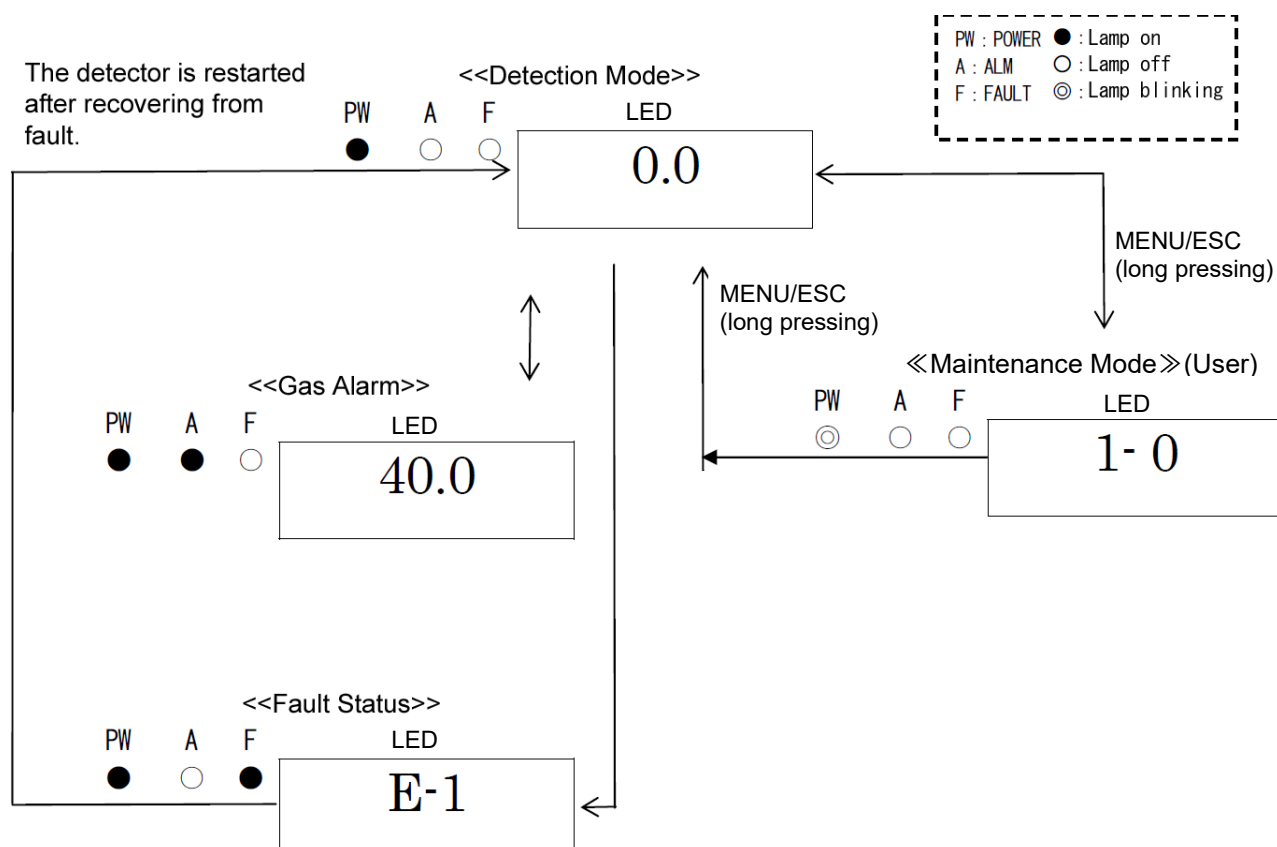 The detector is restarted
after recovering from
fault.
<<Detection Mode>>
PW A F
LED
0.0
PW : POWER ● : Lamp on
A : ALM ○ : Lamp off
F : FAULT ◎ : Lamp blinking
MENU/ESC
(long pressing)
MENU/ESC
(long pressing)
<<Gas Alarm>>
PW A F
LED
40.0
≪Maintenance Mode≫(User)
PW A F
LED
1- 0
<<Fault Status>>
PW A F
LED
E-1